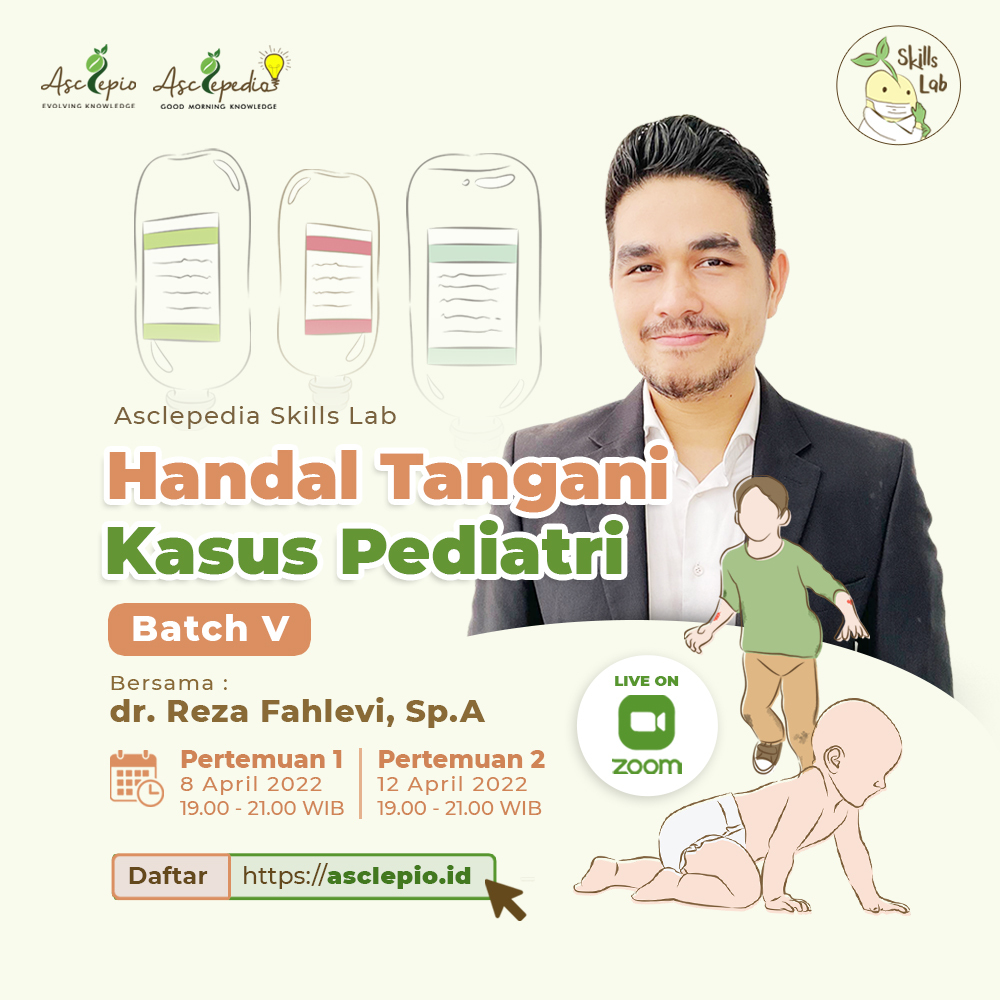 Asclepio
EVOLVING KNOWLEDGE
Asclepedia
GOOD MORNING KNOWLEDGE
Skills
Lab
Asclepedia Skills Lab
Handal Tangani
Kasus Pediatri
Batch V
Bersama :
dr. Reza Fahlevi, Sp.A
Pertemuan 1
8 April 2022
19.00 - 21.00 WIB
Pertemuan 2
12 April 2022
19.00 - 21.00 WIB
LIVE ON
zoom
Daftar
https://asclepio.id